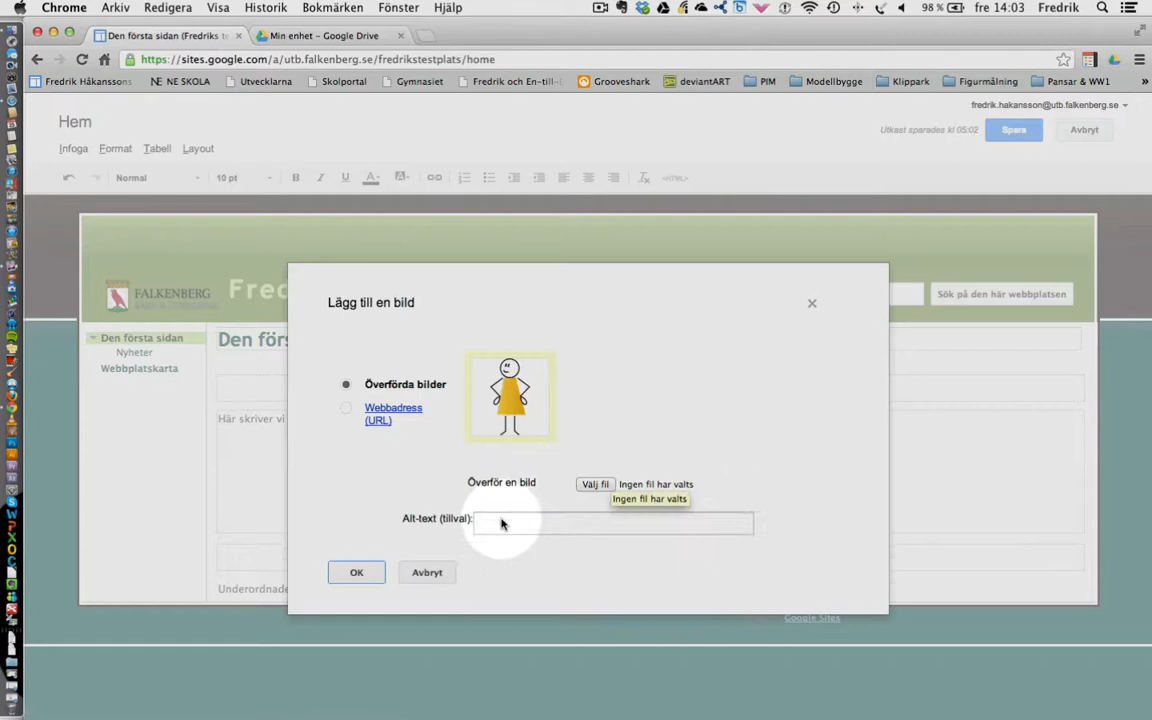 Chrome Arkiv Redigera Visa Historik Bokmärken Fönster Hjälp 98 % fre 14:03 Fredrik
Den första sidan (Fredriks t Min enhet – Google Drive
https://sites.google.com/a/utb.falkenberg.se/fredrikstestplats/home
Fredrik Håkanssons NE SKOLA Utvecklarna Skolportal Gymnasiet Fredrik och En-till-( Grooveshark deviantART PIM Modellbygge Klippark Figurmålning Pansar & WW1 »
fredrik.hakansson@utb.falkenberg.se
Hem
Utkast sparades kl 05:02 Spara Avbryt
Infoga Format Tabell Layout
Normal 10 pt B I U A A <HTML>
FALKENBERG Fred Sök på den här webbplatsen
Den första sidan
Nyheter
Webbplatskarta
Den förs
Här skriver vi
Underordnade
Lägg till en bild
Överförda bilder
Webbadress
(URL)
Överför en bild Välj fil Ingen fil har valts
Ingen fil har valts
Alt-text (tillval):
OK Avbryt
Google Sites